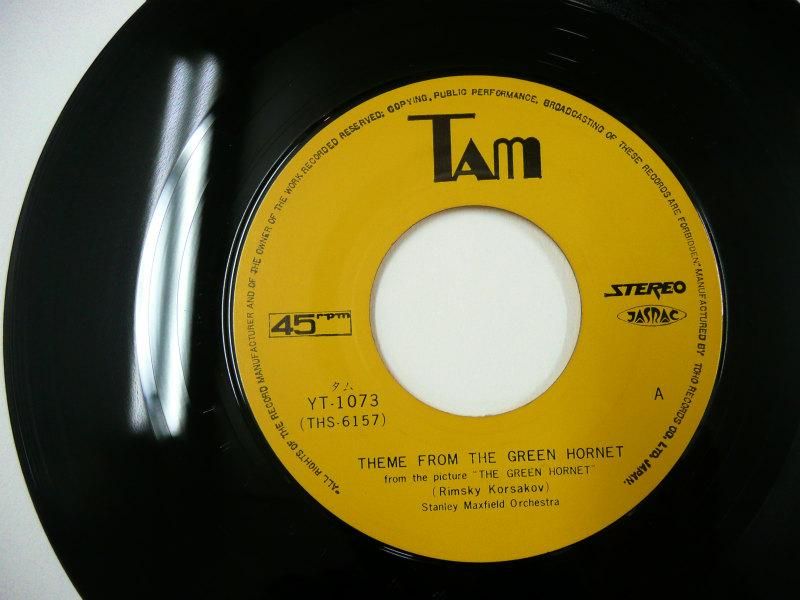 "ALL RIGHTS OF THE RECORD MANUFACTURER AND OF THE OWNER OF THE WORK RECORDED RESERVED; COPYING, PUBLIC PERFORMANCE, BROADCASTING OF THESE RECORDS ARE FORBIDDEN" MANUFACTURED BY TOHO RECORDS CO., LTD. JAPAN.
TAM
STEREO
JASRAC
45 rpm
タム
YT-1073
(THS-6157)
A
THEME FROM THE GREEN HORNET
from the picture "THE GREEN HORNET"
(Rimsky Korsakov)
Stanley Maxfield Orchestra